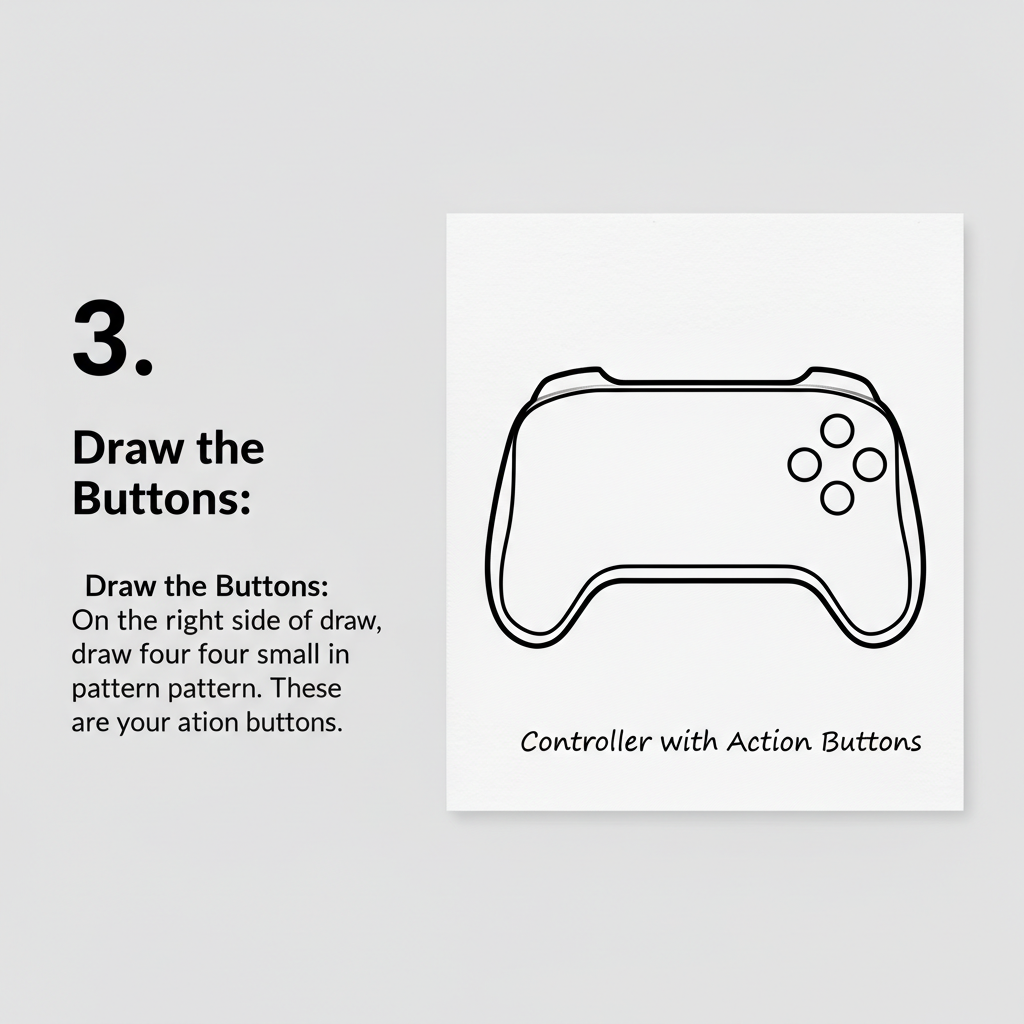 3.
Draw the
Buttons:
Draw the Buttons:
On the right side of draw,
draw four four small in
pattern pattern. These
are your ation buttons.
Controller with Action Buttons